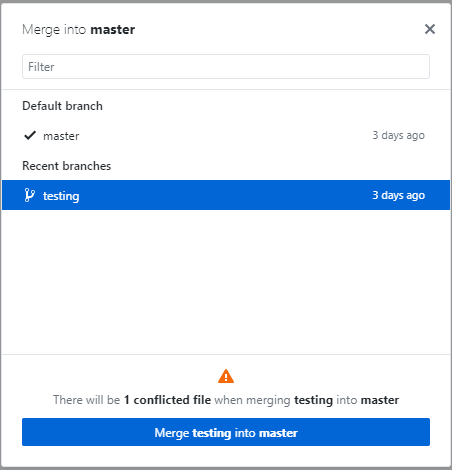 Merge into master
Filter
Default branch
master 3 days ago
Recent branches
testing 3 days ago
There will be 1 conflicted file when merging testing into master
Merge testing into master